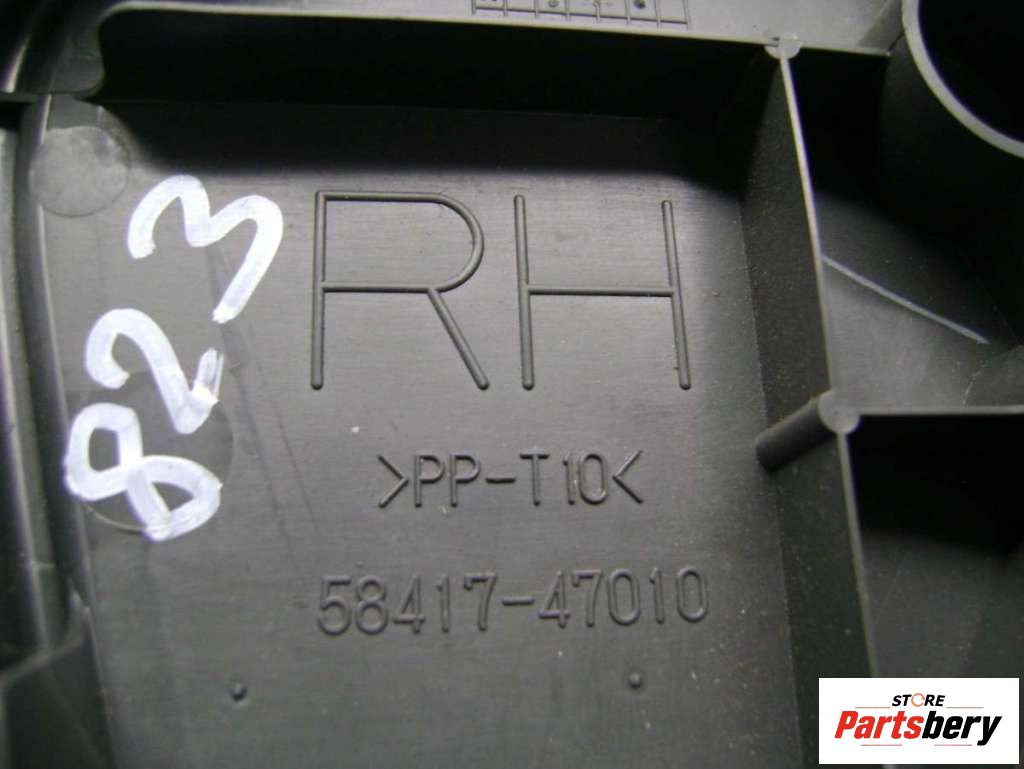 823
RH
>PP-T10<
58417-47010
STORE
Partsbery